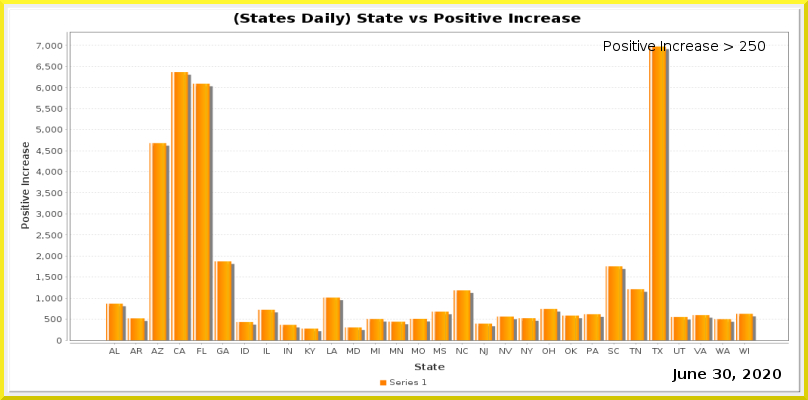 (States Daily) State vs Positive Increase
Positive Increase > 250
Positive Increase
7,000
6,500
6,000
5,500
5,000
4,500
4,000
3,500
3,000
2,500
2,000
1,500
1,000
500
0
AL AR AZ CA FL GA ID IL IN KY LA MD MI MN MO MS NC NJ NV NY OH OK PA SC TN TX UT VA WA WI
State
Series 1
June 30, 2020